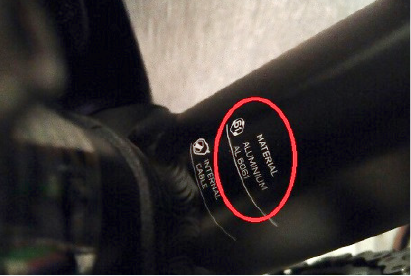 MATERIAL
ALUMINIUM
AL 6061
INTERNAL
CABLE